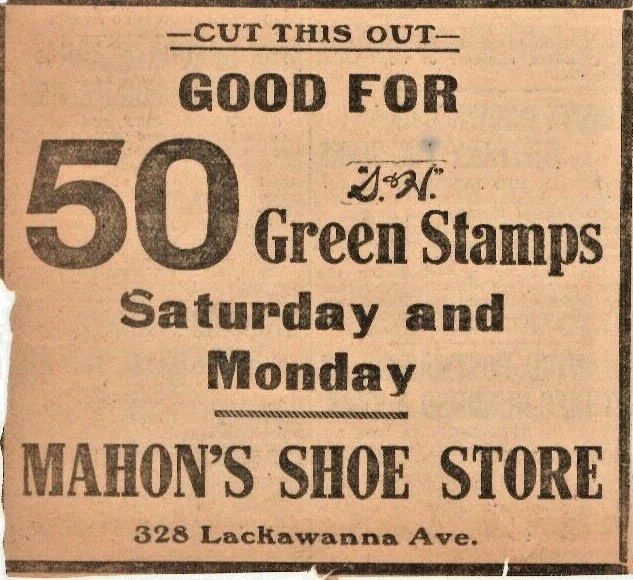 —CUT THIS OUT—
GOOD FOR
50 "S.&H." Green Stamps
Saturday and
Monday
MAHON'S SHOE STORE
328 Lackawanna Ave.